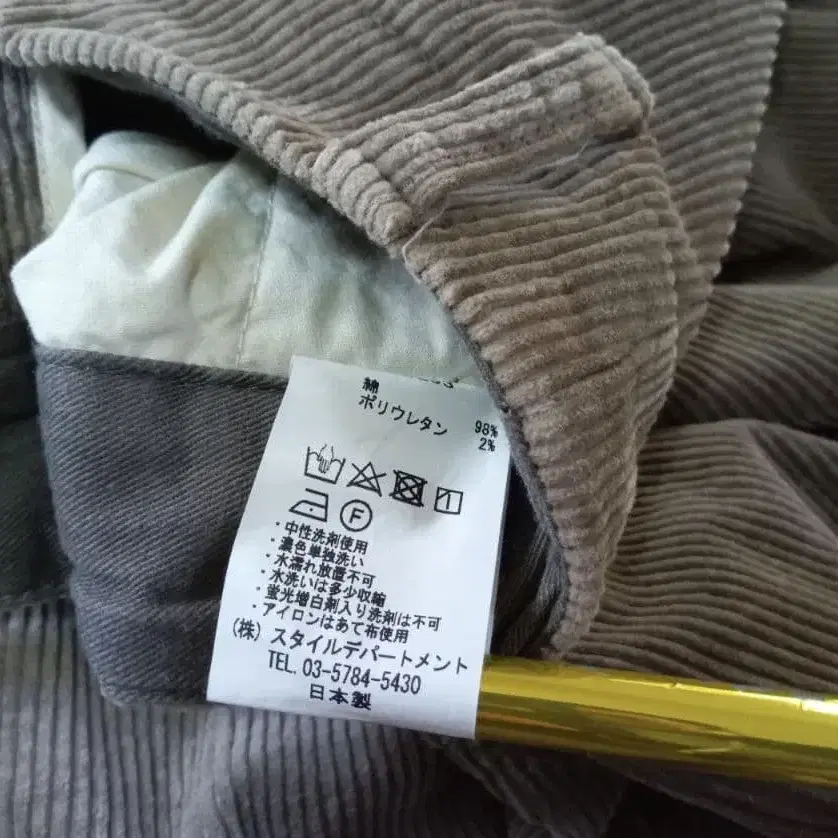 綿 98%
ポリウレタン 2%
F
・中性洗剤使用
・濃色単独洗い
・水濡れ放置不可
・水洗いは多少収縮
・蛍光増白剤入り洗剤は不可
・アイロンはあて布使用
(株) スタイルデパートメント
TEL. 03-5784-5430
日本製